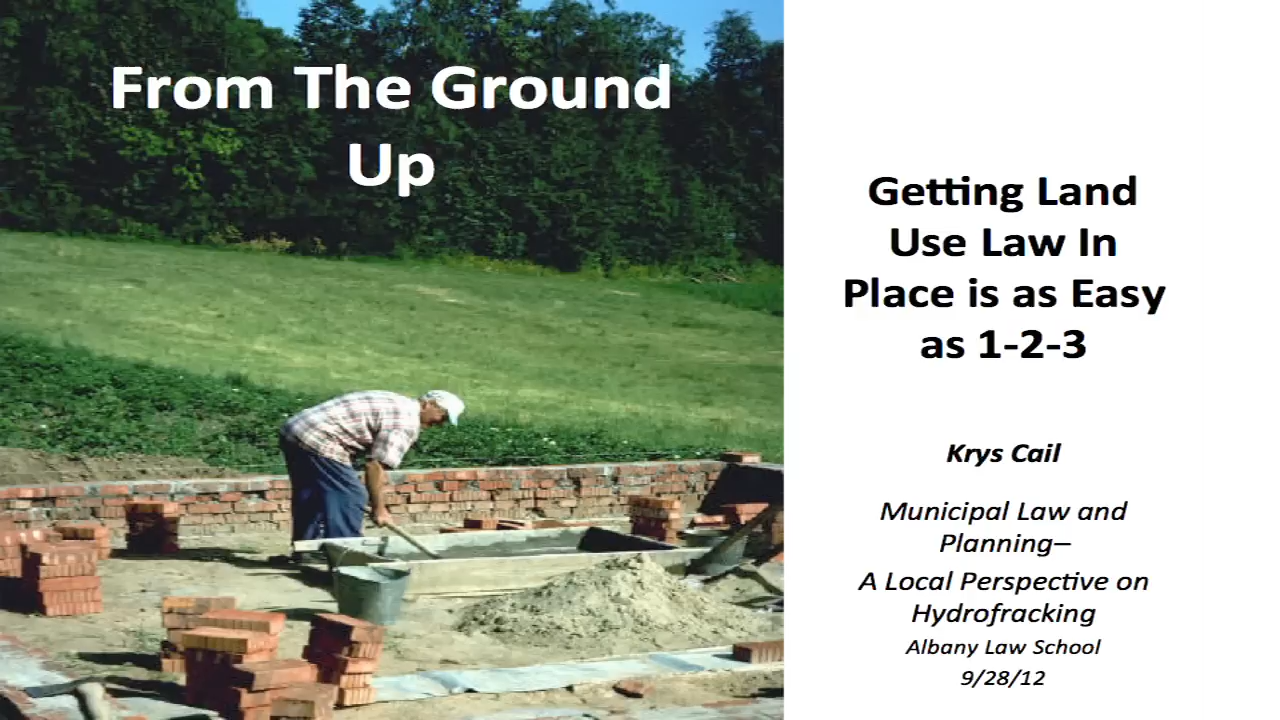 From The Ground
Up
Getting Land
Use Law In
Place is as Easy
as 1-2-3
Krys Cail
Municipal Law and
Planning—
A Local Perspective on
Hydrofracking
Albany Law School
9/28/12